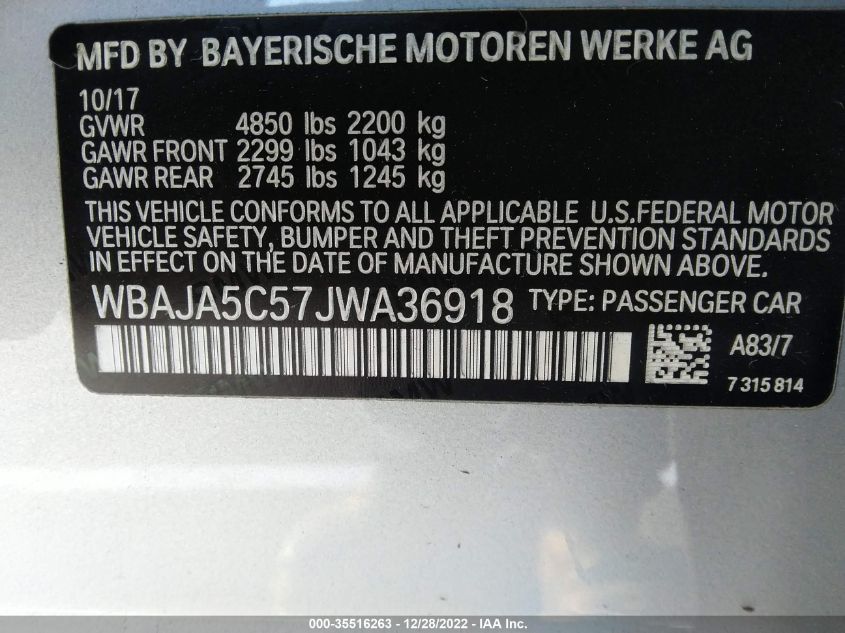 MFD BY BAYERISCHE MOTOREN WERKE AG
10/17
GVWR 4850 lbs 2200 kg
GAWR FRONT 2299 lbs 1043 kg
GAWR REAR 2745 lbs 1245 kg
THIS VEHICLE CONFORMS TO ALL APPLICABLE U.S.FEDERAL MOTOR
VEHICLE SAFETY, BUMPER AND THEFT PREVENTION STANDARDS
IN EFFECT ON THE DATE OF MANUFACTURE SHOWN ABOVE.
WBAJA5C57JWA36918 TYPE: PASSENGER CAR
A83/7
7 315 814
000-35516263 - 12/28/2022 - IAA Inc.